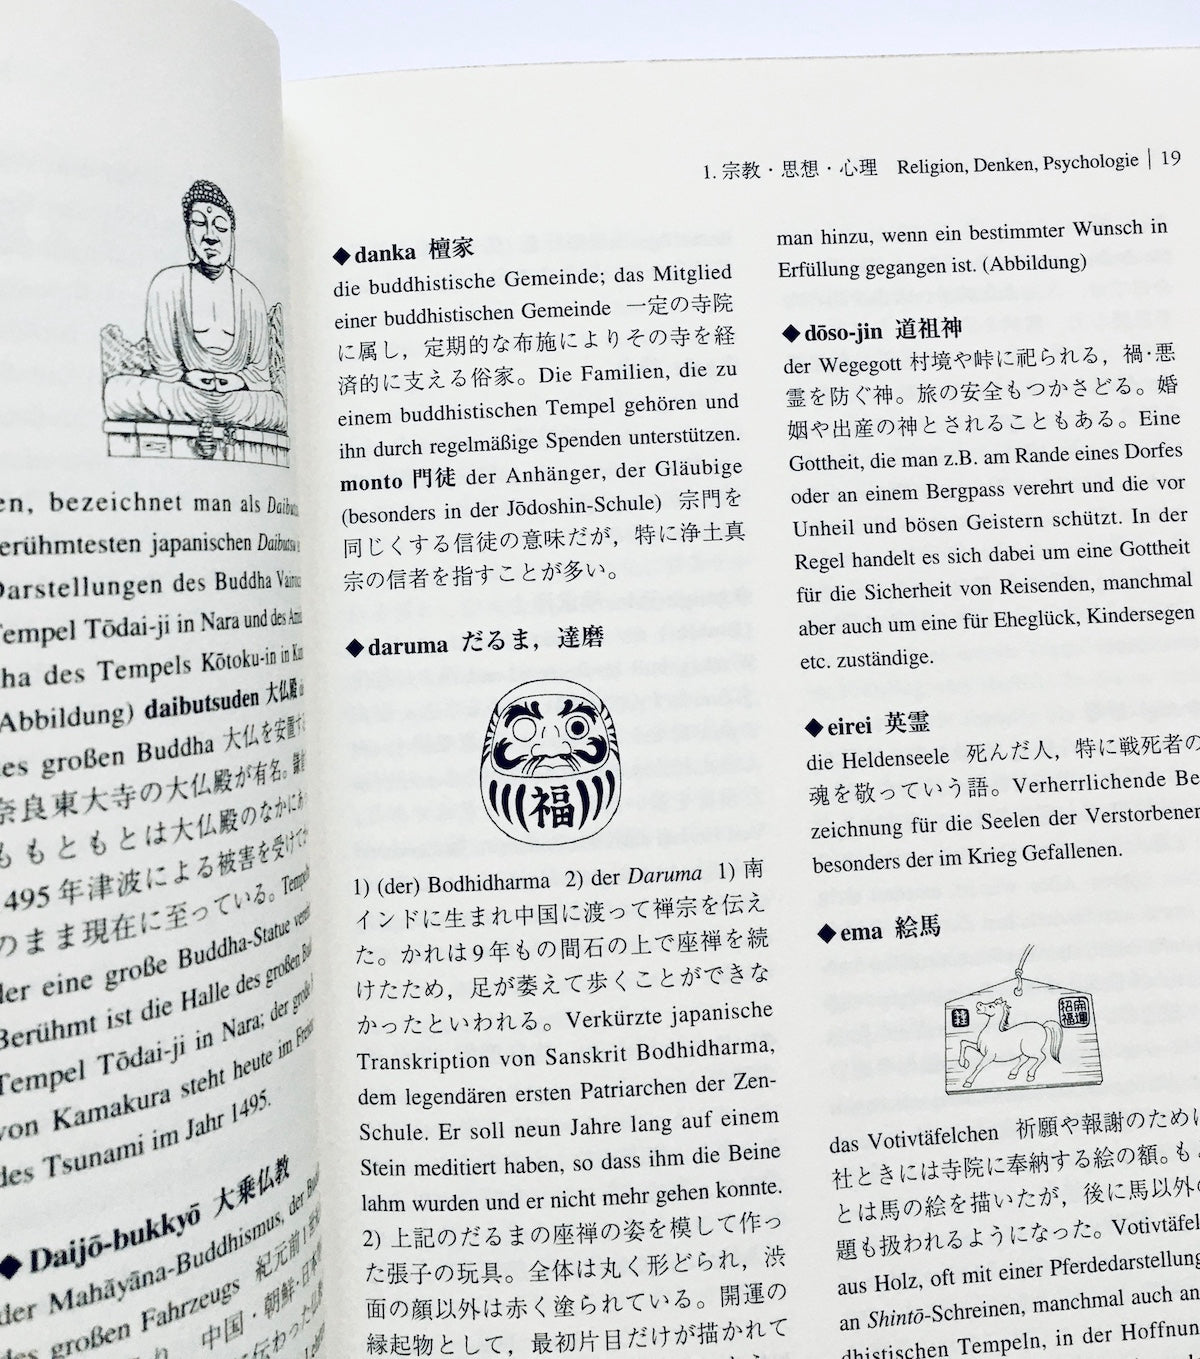 en, bezeichnet man als
erühmtesten japanischen Daibutsu
Darstellungen des Buddha
Tempel Tōdai-ji in Nara und des
ha des Tempels Kōtoku-in in
Abbildung) daibutsuden 大仏殿
des großen Buddha 大仏を安置す
奈良東大寺の大仏殿が有名。鎌倉
ももともとは大仏殿のなかにあ
1495年津波による被害を受けてか
のまま現在に至っている。
der eine große Buddha-Statue
Berühmt ist die Halle des großen
Tempel Tōdai-ji in Nara; der große
von Kamakura steht heute im
des Tsunami im Jahr 1495.
◆Daijō-bukkyō 大乗仏教
der Mahāyāna-Buddhismus, der
des großen Fahrzeugs 紀元前1世紀
中国・朝鮮・日本
に伝わった
1. 宗教・思想・心理 Religion, Denken, Psychologie | 19
◆danka 檀家
die buddhistische Gemeinde; das Mitglied
einer buddhistischen Gemeinde 一定の寺院
に属し，定期的な布施によりその寺を経
済的に支える俗家。Die Familien, die zu
einem buddhistischen Tempel gehören und
ihn durch regelmäßige Spenden unterstützen.
monto 門徒 der Anhänger, der Gläubige
(besonders in der Jōdoshin-Schule) 宗門を
同じくする信徒の意味だが，特に浄土真
宗の信者を指すことが多い。
◆daruma だるま，達磨
福
1) (der) Bodhidharma 2) der Daruma 1) 南
インドに生まれ中国に渡って禅宗を伝え
た。かれは9年もの間石の上で座禅を続
けたため，足が萎えて歩くことができな
かったといわれる。Verkürzte japanische
Transkription von Sanskrit Bodhidharma,
dem legendären ersten Patriarchen der Zen-
Schule. Er soll neun Jahre lang auf einem
Stein meditiert haben, so dass ihm die Beine
lahm wurden und er nicht mehr gehen konnte.
2) 上記のだるまの座禅の姿を模して作っ
た張子の玩具。全体は丸く形どられ，渋
面の顔以外は赤く塗られている。開運の
縁起物として，最初片目だけが描かれて
man hinzu, wenn ein bestimmter Wunsch in
Erfüllung gegangen ist. (Abbildung)
◆dōso-jin 道祖神
der Wegegott 村境や峠に祀られる，禍･悪
霊を防ぐ神。旅の安全もつかさどる。婚
姻や出産の神とされることもある。Eine
Gottheit, die man z.B. am Rande eines Dorfes
oder an einem Bergpass verehrt und die vor
Unheil und bösen Geistern schützt. In der
Regel handelt es sich dabei um eine Gottheit
für die Sicherheit von Reisenden, manchmal
aber auch um eine für Eheglück, Kindersegen
etc. zuständige.
◆eirei 英霊
die Heldenseele 死んだ人，特に戦死者の
魂を敬っていう語。Verherrlichende Be-
zeichnung für die Seelen der Verstorbenen
besonders der im Krieg Gefallenen.
◆ema 絵馬
開運
招福
das Votivtäfelchen 祈願や報謝のために
社ときには寺院に奉納する絵の額。も
とは馬の絵を描いたが，後に馬以外の
題も扱われるようになった。Votivtäfel
aus Holz, oft mit einer Pferdedarstellung
an Shintō-Schreinen, manchmal auch an
dhistischen Tempeln, in der Hoffnun